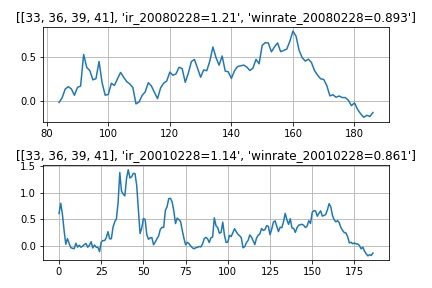 [[33, 36, 39, 41], 'ir_20080228=1.21', 'winrate_20080228=0.893']
0.5
0.0
80 100 120 140 160 180
[[33, 36, 39, 41], 'ir_20010228=1.14', 'winrate_20010228=0.861']
1.5
1.0
0.5
0.0
0 25 50 75 100 125 150 175